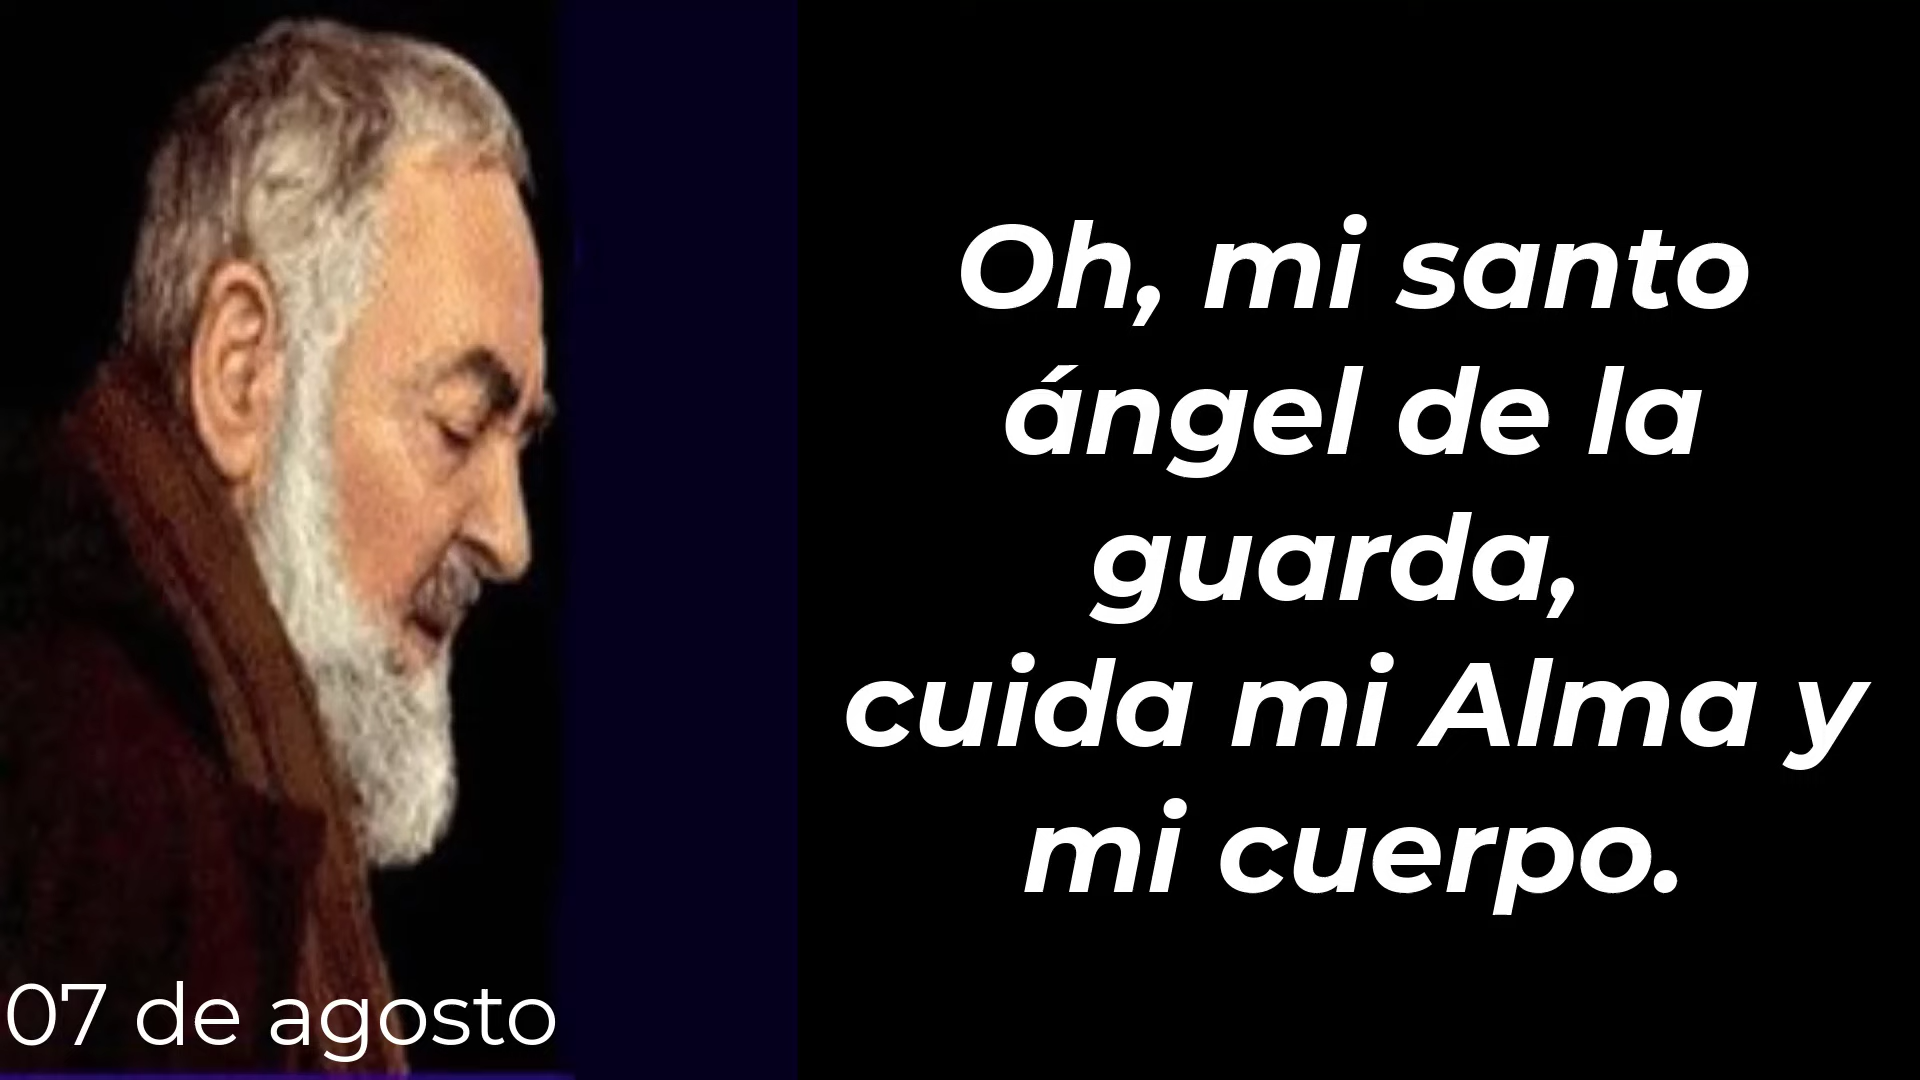 Oh, mi santo
ángel de la
guarda,
cuida mi Alma y
mi cuerpo.
07 de agosto